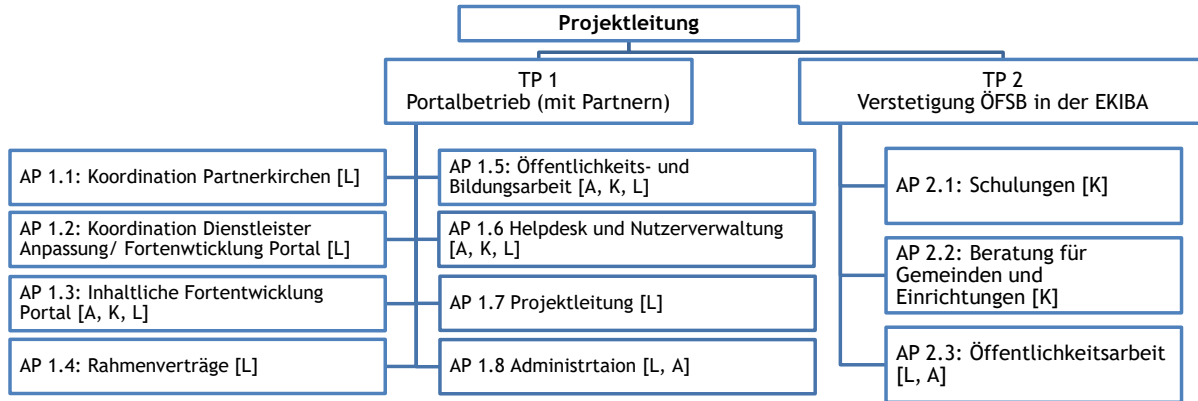 Projektleitung
TP 1
Portalbetrieb (mit Partnern)
TP 2
Verstetigung ÖFSB in der EKIBA
AP 1.1: Koordination Partnerkirchen [L]
AP 1.2: Koordination Dienstleister
Anpassung/ Fortenwticklung Portal [L]
AP 1.3: Inhaltliche Fortentwicklung
Portal [A, K, L]
AP 1.4: Rahmenverträge [L]
AP 1.5: Öffentlichkeits- und
Bildungsarbeit [A, K, L]
AP 1.6 Helpdesk und Nutzerverwaltung
[A, K, L]
AP 1.7 Projektleitung [L]
AP 1.8 Administrtaion [L, A]
AP 2.1: Schulungen [K]
AP 2.2: Beratung für
Gemeinden und
Einrichtungen [K]
AP 2.3: Öffentlichkeitsarbeit
[L, A]